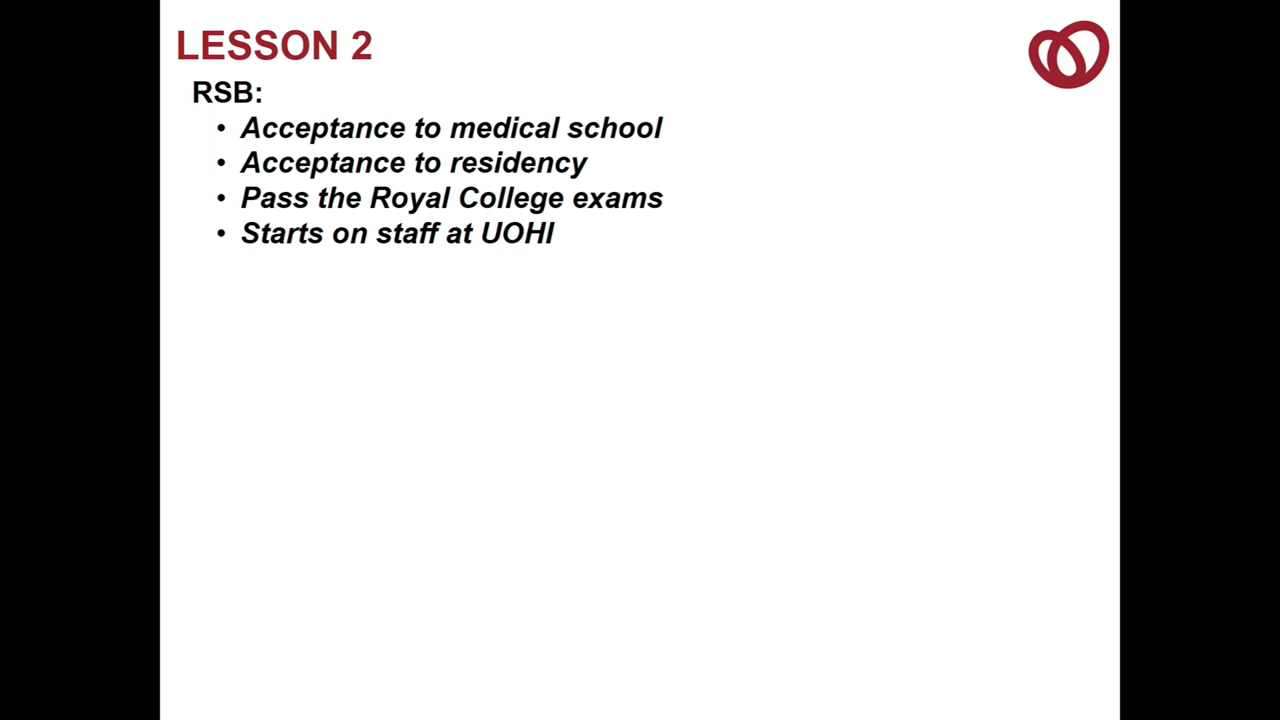 LESSON 2
RSB:
• Acceptance to medical school
• Acceptance to residency
• Pass the Royal College exams
• Starts on staff at UOHI